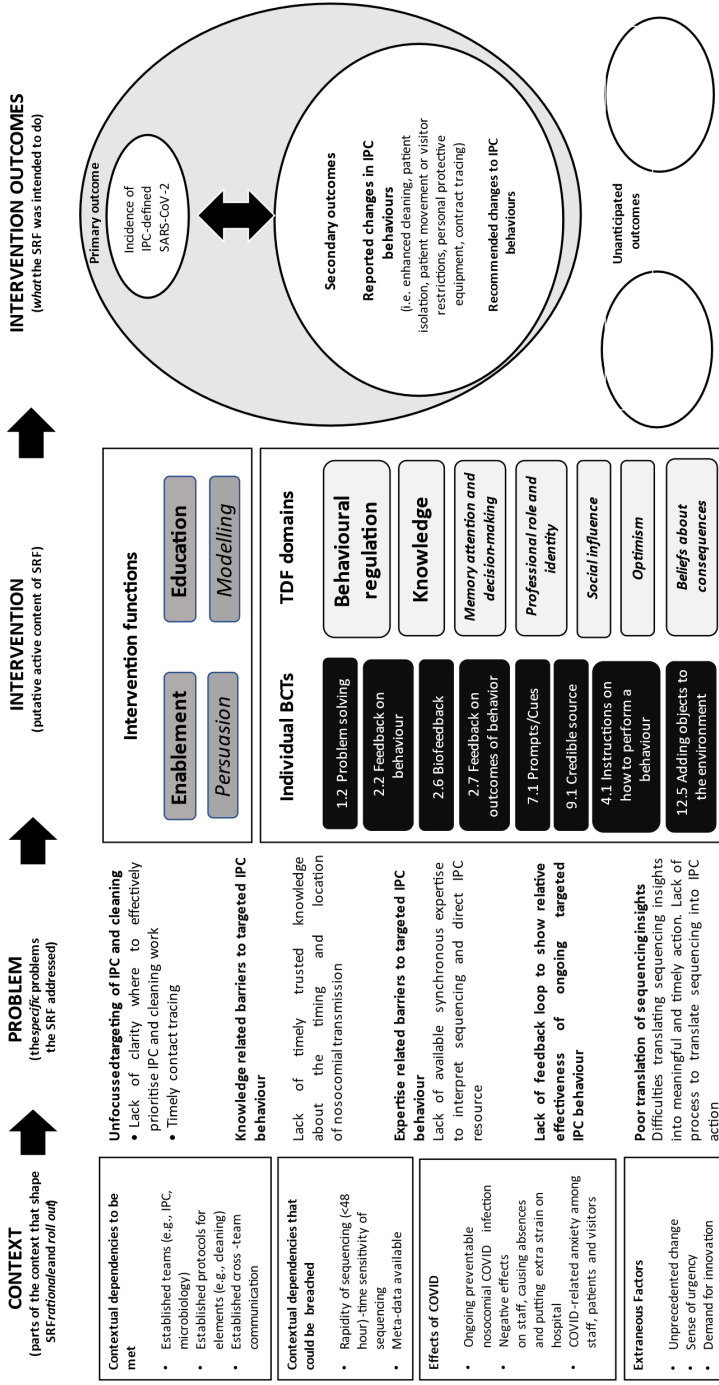 CONTEXT
(parts of the context that shape
SRF rationale and roll out)
Contextual dependencies to be
met
• Established teams (e.g., IPC,
microbiology)
• Established protocols for
elements (e.g., cleaning)
• Established cross -team
communication
Contextual dependencies that
could be breached
• Rapidity of sequencing (<48
hour) -time sensitivity of
sequencing
• Meta-data available
Effects of COVID
• Ongoing preventable
nosocomial COVID infection
• Negative effects
on staff, causing absences
and putting extra strain on
hospital
• COVID -related anxiety among
staff, patients and visitors
Extraneous Factors
• Unprecedented change
• Sense of urgency
• Demand for innovation
PROBLEM
(the specific problems
the SRF addressed)
Unfocussed targeting of IPC and cleaning
• Lack of clarity where to effectively
prioritise IPC and cleaning work
• Timely contact tracing
Knowledge related barriers to targeted IPC
behaviour
Lack of timely trusted knowledge
about the timing and location
of nosocomial transmission
Expertise related barriers to targeted IPC
behaviour
Lack of available synchronous expertise
to interpret sequencing and direct IPC
resource
Lack of feedback loop to show relative
effectiveness of ongoing targeted
IPC behaviour
Poor translation of sequencing insights
Difficulties translating sequencing insights
into meaningful and timely action. Lack of
process to translate sequencing into IPC
action
INTERVENTION
(putative active content of SRF)
Intervention functions
Enablement
Education
Persuasion
Modelling
Individual BCTs
1.2 Problem solving
2.2 Feedback on
behaviour
2.6 Biofeedback
2.7 Feedback on
outcomes of behavior
7.1 Prompts/Cues
9.1 Credible source
4.1 Instructions on
how to perform a
behaviour
12.5 Adding objects to
the environment
TDF domains
Behavioural
regulation
Knowledge
Memory attention and
decision-making
Professional role and
identity
Social influence
Optimism
Beliefs about
consequences
INTERVENTION OUTCOMES
(what the SRF was intended to do)
Primary outcome
Incidence of
IPC-defined
SARS-CoV -2
Secondary outcomes
Reported changes in IPC
behaviours
(i.e. enhanced cleaning, patient
isolation, patient movement or visitor
restrictions, personal protective
equipment, contract tracing)
Recommended changes to IPC
behaviours
Unanticipated
outcomes